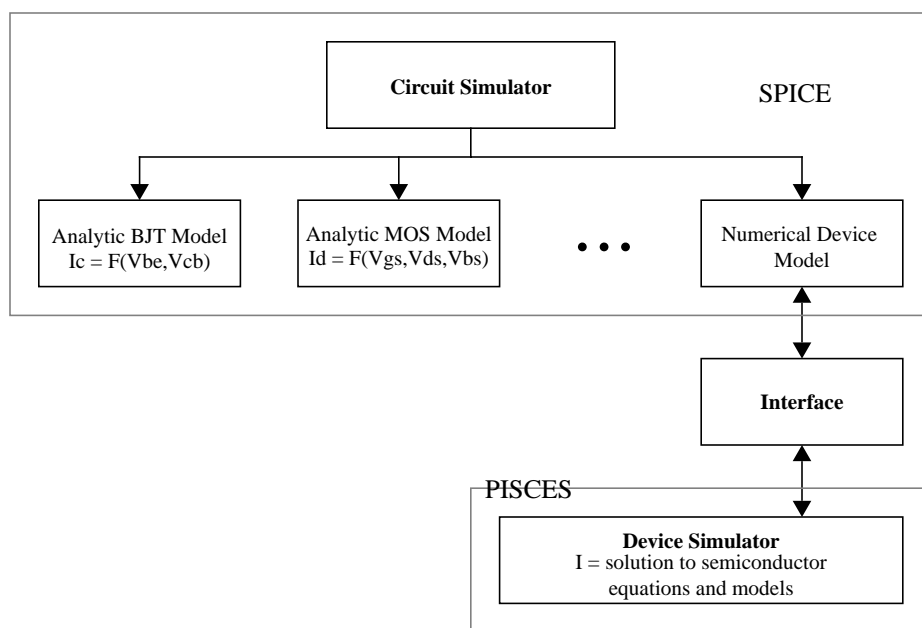 Circuit Simulator
SPICE
Analytic BJT Model
Ic = F(Vbe,Vcb)
Analytic MOS Model
Id = F(Vgs,Vds,Vbs)
• • •
Numerical Device
Model
Interface
PISCES
Device Simulator
I = solution to semiconductor
equations and models